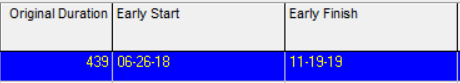 Original Duration Early Start Early Finish
439 06-26-18 11-19-19